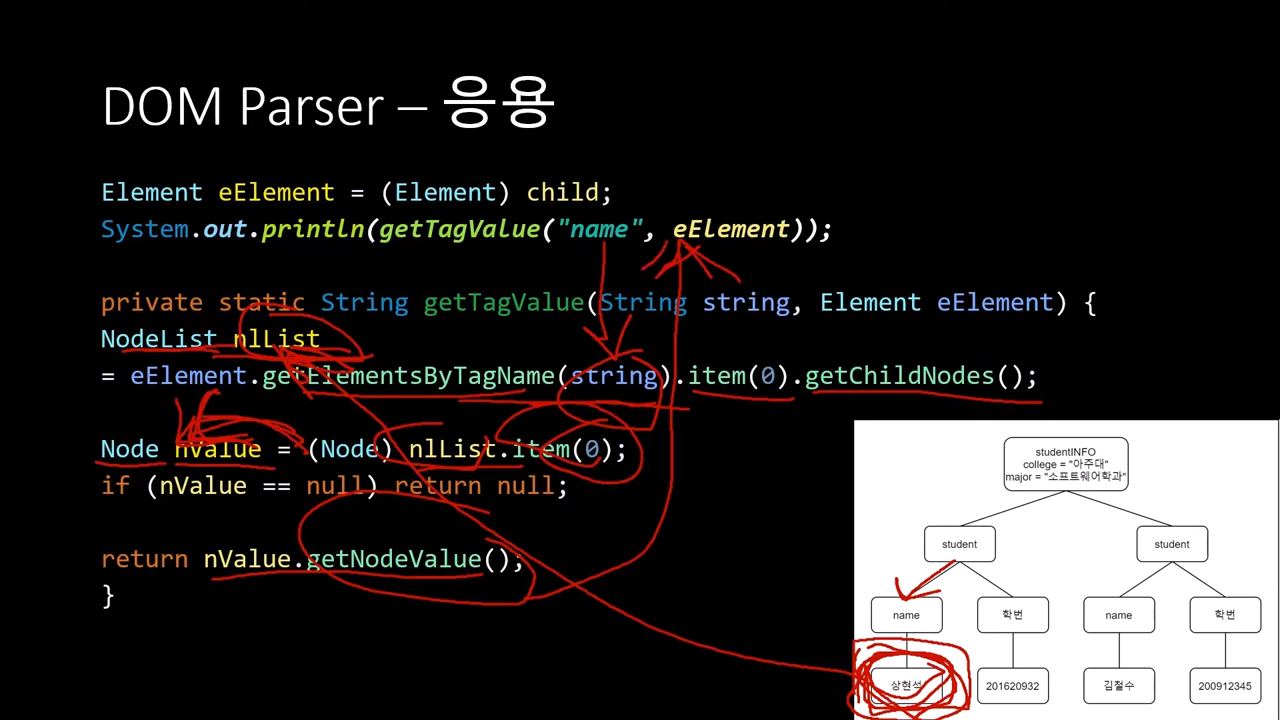 DOM Parser – 응용
Element eElement = (Element) child;
System.out.println(getTagValue("name", eElement));
private static String getTagValue(String string, Element eElement) {
NodeList nlList
= eElement.getElementsByTagName(string).item(0).getChildNodes();
Node nValue = (Node) nlList.item(0);
if (nValue == null) return null;
return nValue.getNodeValue();
}
studentINFO
college = "아주대"
major = "소프트웨어학과"
student
student
name
학번
name
학번
상현석
201620932
김철수
200912345